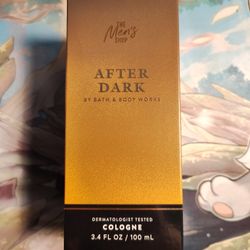 THE
Men's
SHOP
AFTER
DARK
BY BATH & BODY WORKS
DERMATOLOGIST TESTED
COLOGNE
3.4 FL OZ / 100 mL